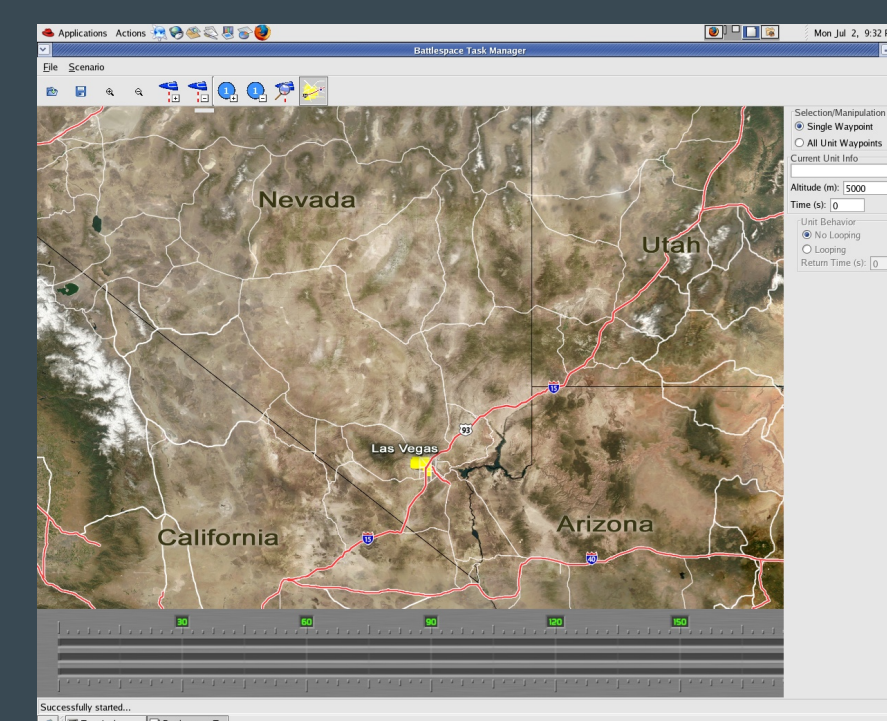 Applications Actions
Mon Jul 2, 9:32
Battlespace Task Manager
File Scenario
1 1
Selection/Manipulation
Single Waypoint
All Unit Waypoints
Current Unit Info
Altitude (m): 5000
Time (s): 0
Unit Behavior
No Looping
Looping
Return Time (s): 0
Nevada
Utah
15
93
Las Vegas
California
15
Arizona
40
30 60 90 120 150
Successfully started...